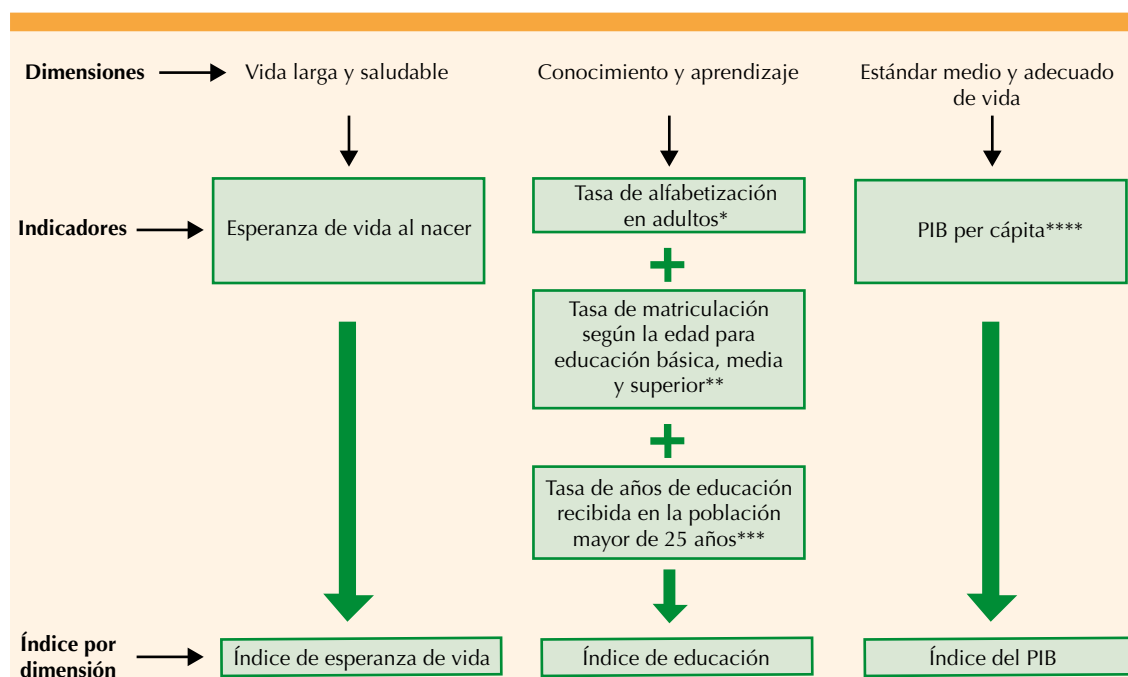 Dimensiones
Vida larga y saludable
Conocimiento y aprendizaje
Estándar medio y adecuado
de vida
Indicadores
Esperanza de vida al nacer
Tasa de alfabetización
en adultos*
PIB per cápita****
Tasa de matriculación
según la edad para
educación básica, media
y superior**
Tasa de años de educación
recibida en la población
mayor de 25 años***
Índice por
dimensión
Índice de esperanza de vida
Índice de educación
Índice del PIB